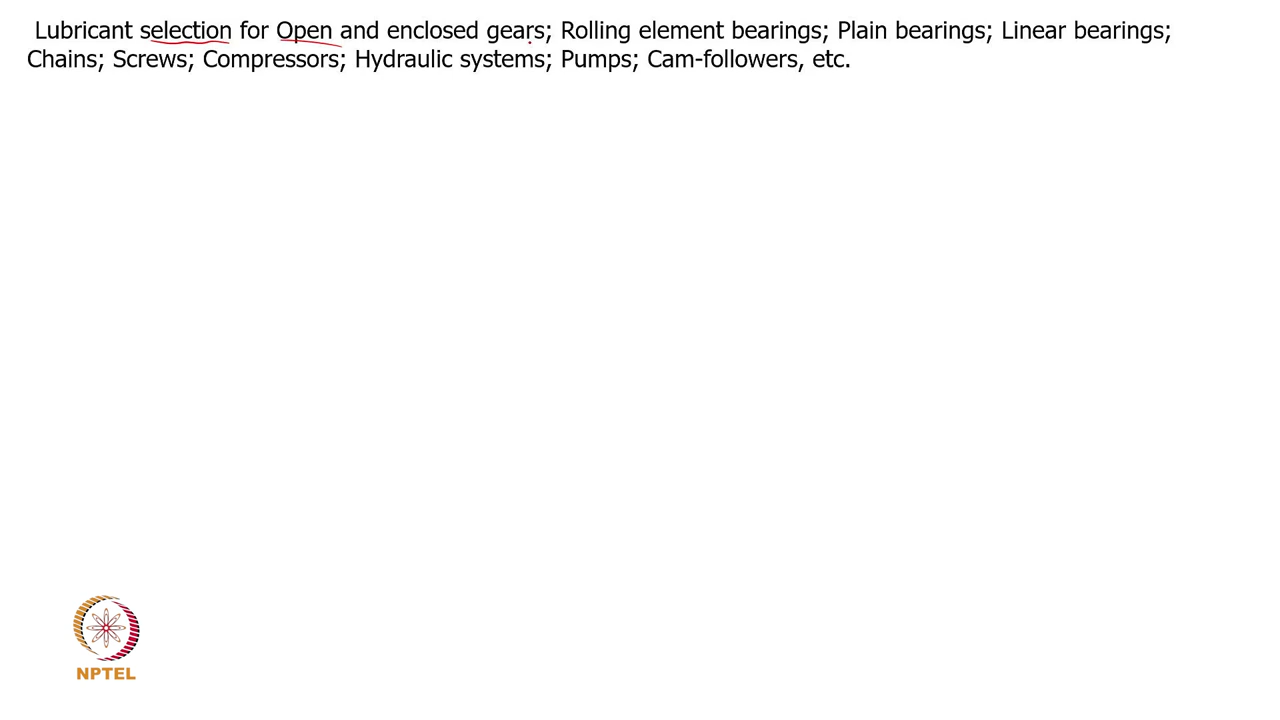 Lubricant selection for Open and enclosed gears; Rolling element bearings; Plain bearings; Linear bearings;
Chains; Screws; Compressors; Hydraulic systems; Pumps; Cam-followers, etc.
NPTEL